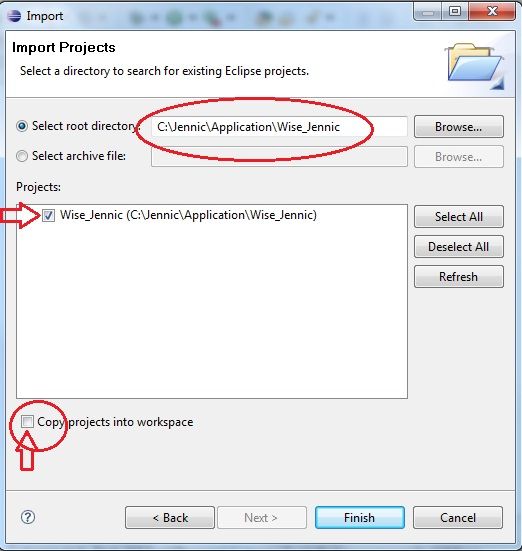 Import
Import Projects
Select a directory to search for existing Eclipse projects.
Select root directory: C:\Jennic\Application\Wise_Jennic Browse...
Select archive file: Browse...
Projects:
Wise_Jennic (C:\Jennic\Application\Wise_Jennic) Select All
Deselect All
Refresh
Copy projects into workspace
? < Back Next > Finish Cancel